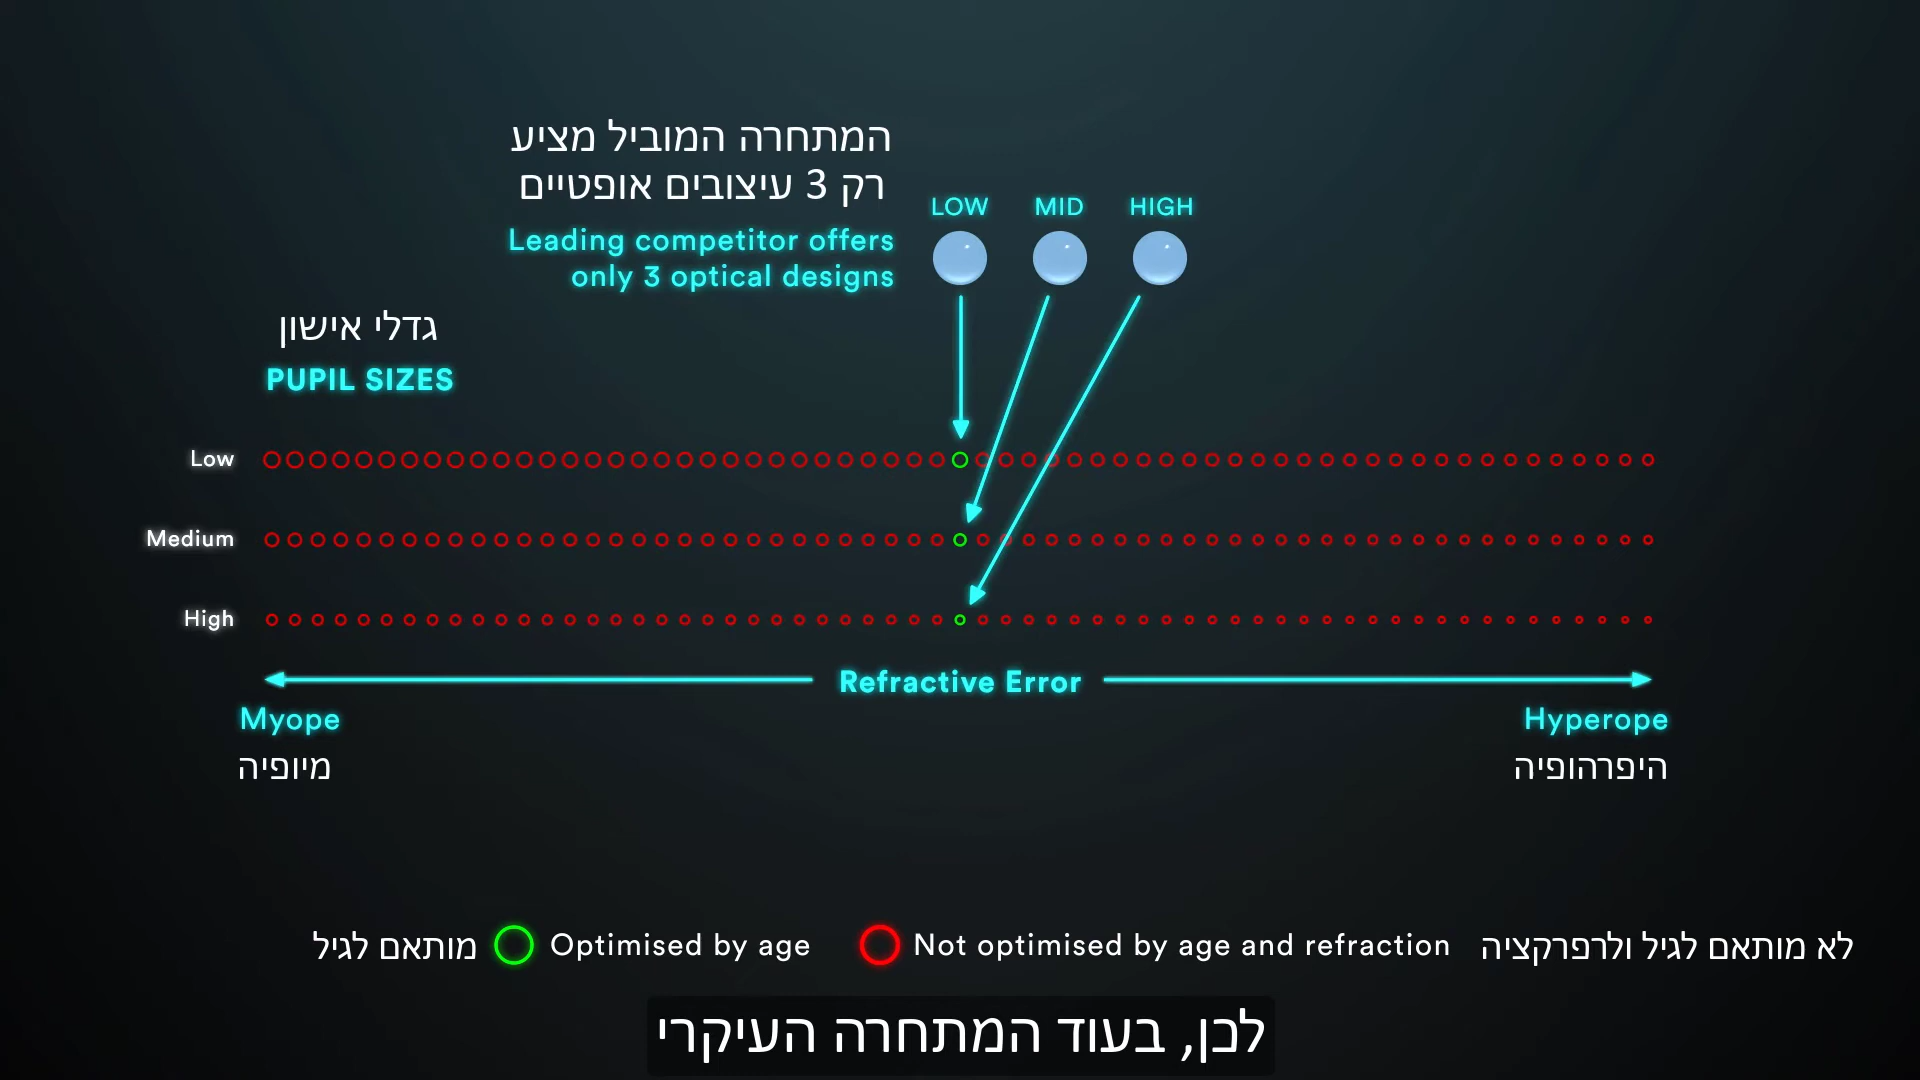 המתחרה המוביל מציע
רק 3 עיצובים אופטיים
Leading competitor offers
only 3 optical designs
LOW MID HIGH
גדלי אישון
PUPIL SIZES
Low
Medium
High
Refractive Error
Myope
Hyperope
מיופיה
היפרהופיה
מותאם לגיל
Optimised by age
Not optimised by age and refraction
לא מותאם לגיל ולרפרקציה
לכן, בעוד המתחרה העיקרי